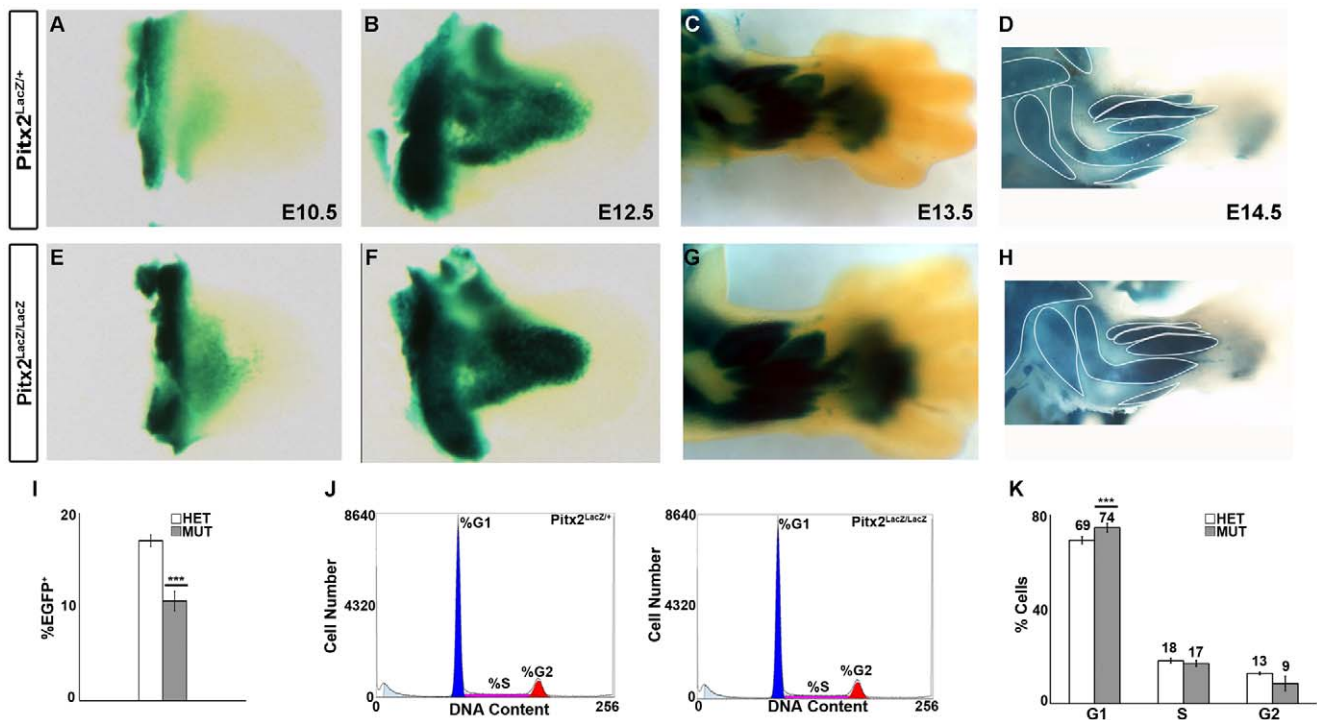 A B C D
Pitx2LacZ/+
E10.5 E12.5 E13.5 E14.5
E F G H
Pitx2LacZ/LacZ
I J K
20
10
0
%EGFP+
HET
MUT
***
8640
4320
0
Cell Number
%G1
Pitx2LacZ/+
%S
%G2
0 DNA Content 256
8640
4320
0
Cell Number
%G1
Pitx2LacZ/LacZ
%S
%G2
0 DNA Content 256
80
40
0
% Cells
HET
MUT
***
69 74
18 17
13 9
G1 S G2